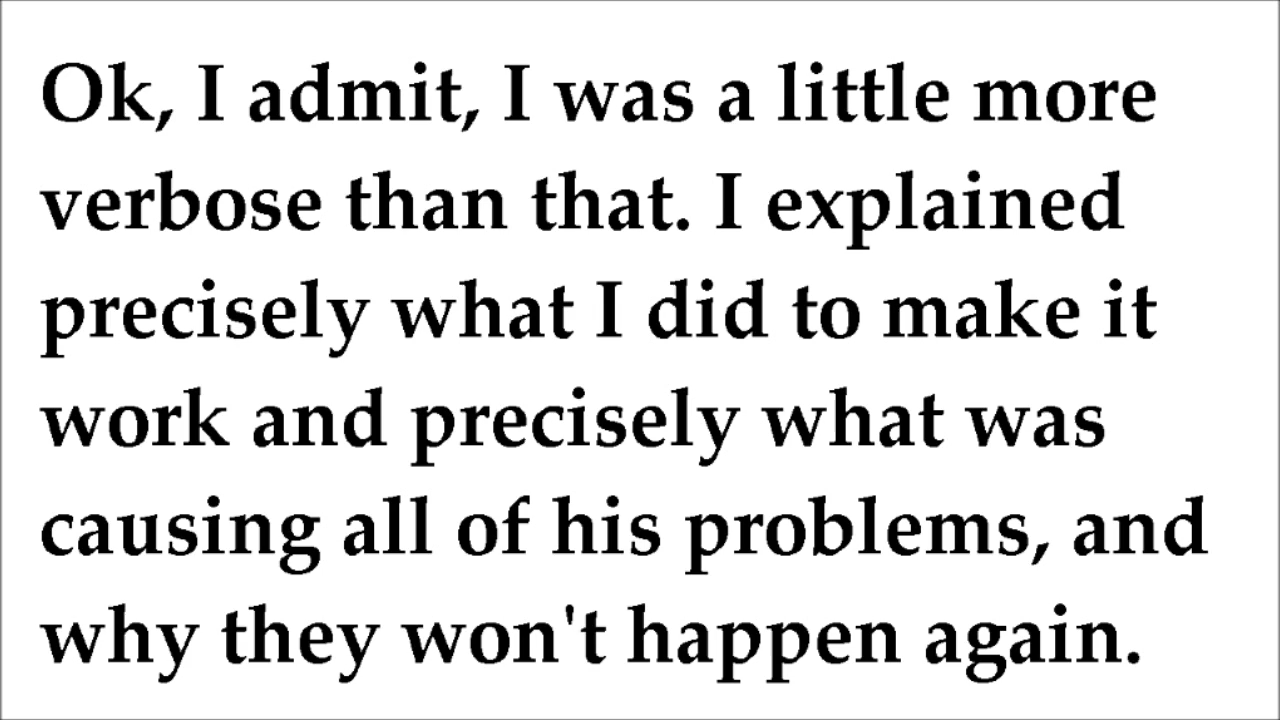 Ok, I admit, I was a little more
verbose than that. I explained
precisely what I did to make it
work and precisely what was
causing all of his problems, and
why they won't happen again.